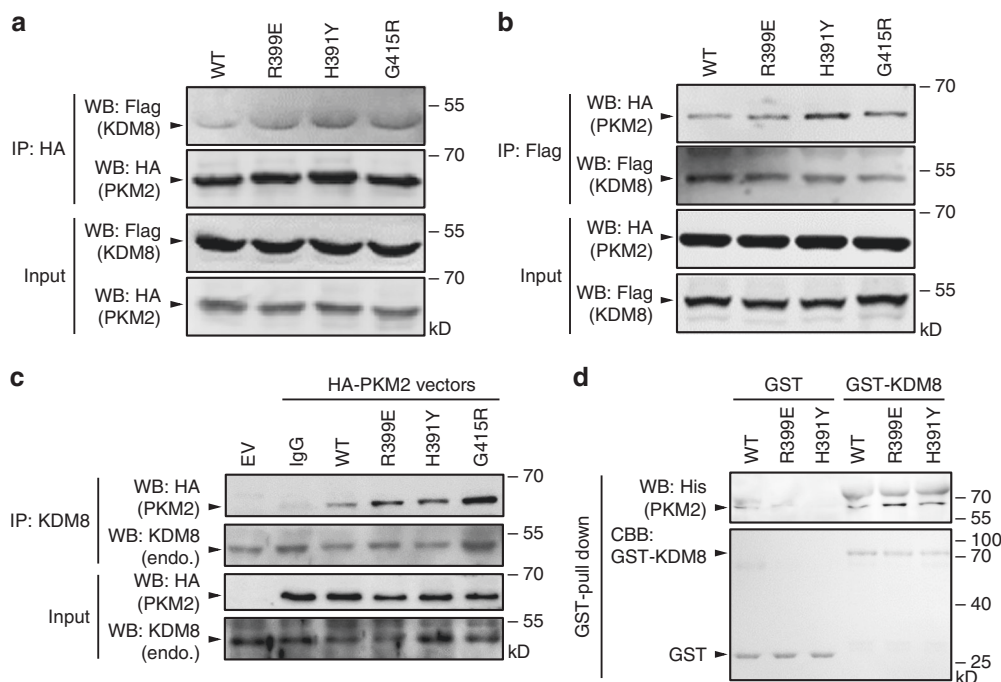 a
WT
R399E
H391Y
G415R
IP: HA
WB: Flag
(KDM8)
55
WB: HA
(PKM2)
70
Input
WB: Flag
(KDM8)
55
WB: HA
(PKM2)
70
kD
b
WT
R399E
H391Y
G415R
IP: Flag
WB: HA
(PKM2)
70
WB: Flag
(KDM8)
55
Input
WB: HA
(PKM2)
70
WB: Flag
(KDM8)
55
kD
c
HA-PKM2 vectors
EV
IgG
WT
R399E
H391Y
G415R
IP: KDM8
WB: HA
(PKM2)
70
WB: KDM8
(endo.)
55
Input
WB: HA
(PKM2)
70
WB: KDM8
(endo.)
55
kD
d
GST
GST-KDM8
WT
R399E
H391Y
WT
R399E
H391Y
GST-pull down
WB: His
(PKM2)
70
55
CBB:
GST-KDM8
100
70
40
GST
25
kD